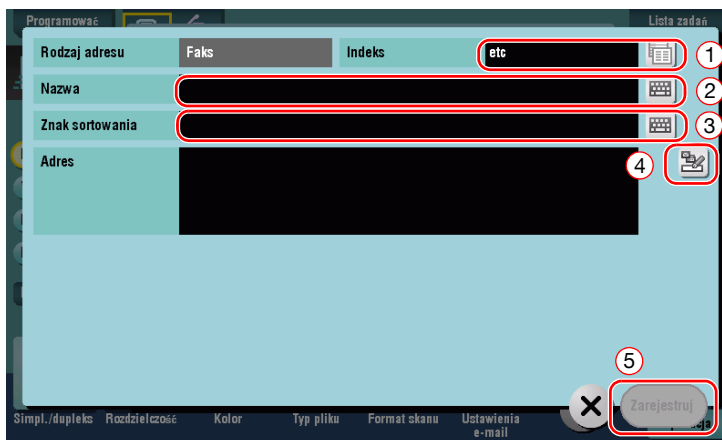 Programować
Lista zadań
Rodzaj adresu
Faks
Indeks
etc
1
Nazwa
2
Znak sortowania
3
Adres
4
5
Zarejestruj
Simpl./dupleks
Rozdzielczość
Kolor
Typ pliku
Format skanu
Ustawienia
e-mail